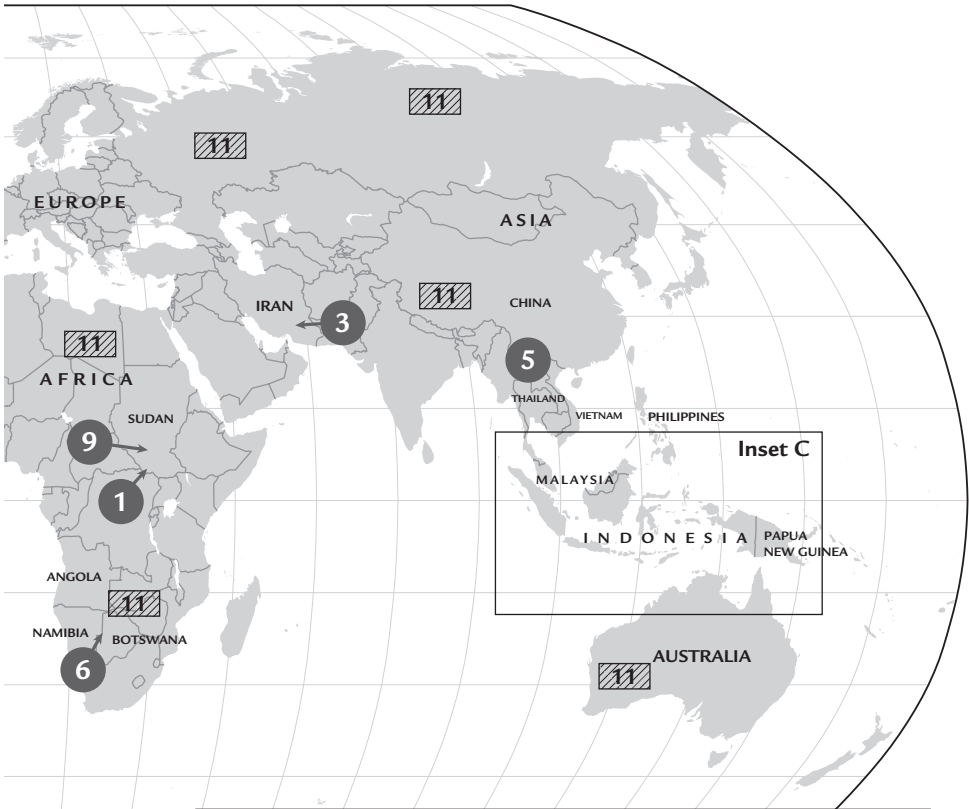 11
11
EUROPE
ASIA
11
CHINA
IRAN
3
11
5
AFRICA
THAILAND
SUDAN
VIETNAM
PHILIPPINES
9
Inset C
MALAYSIA
1
INDONESIA
PAPUA
NEW GUINEA
ANGOLA
11
NAMIBIA
BOTSWANA
AUSTRALIA
6
11